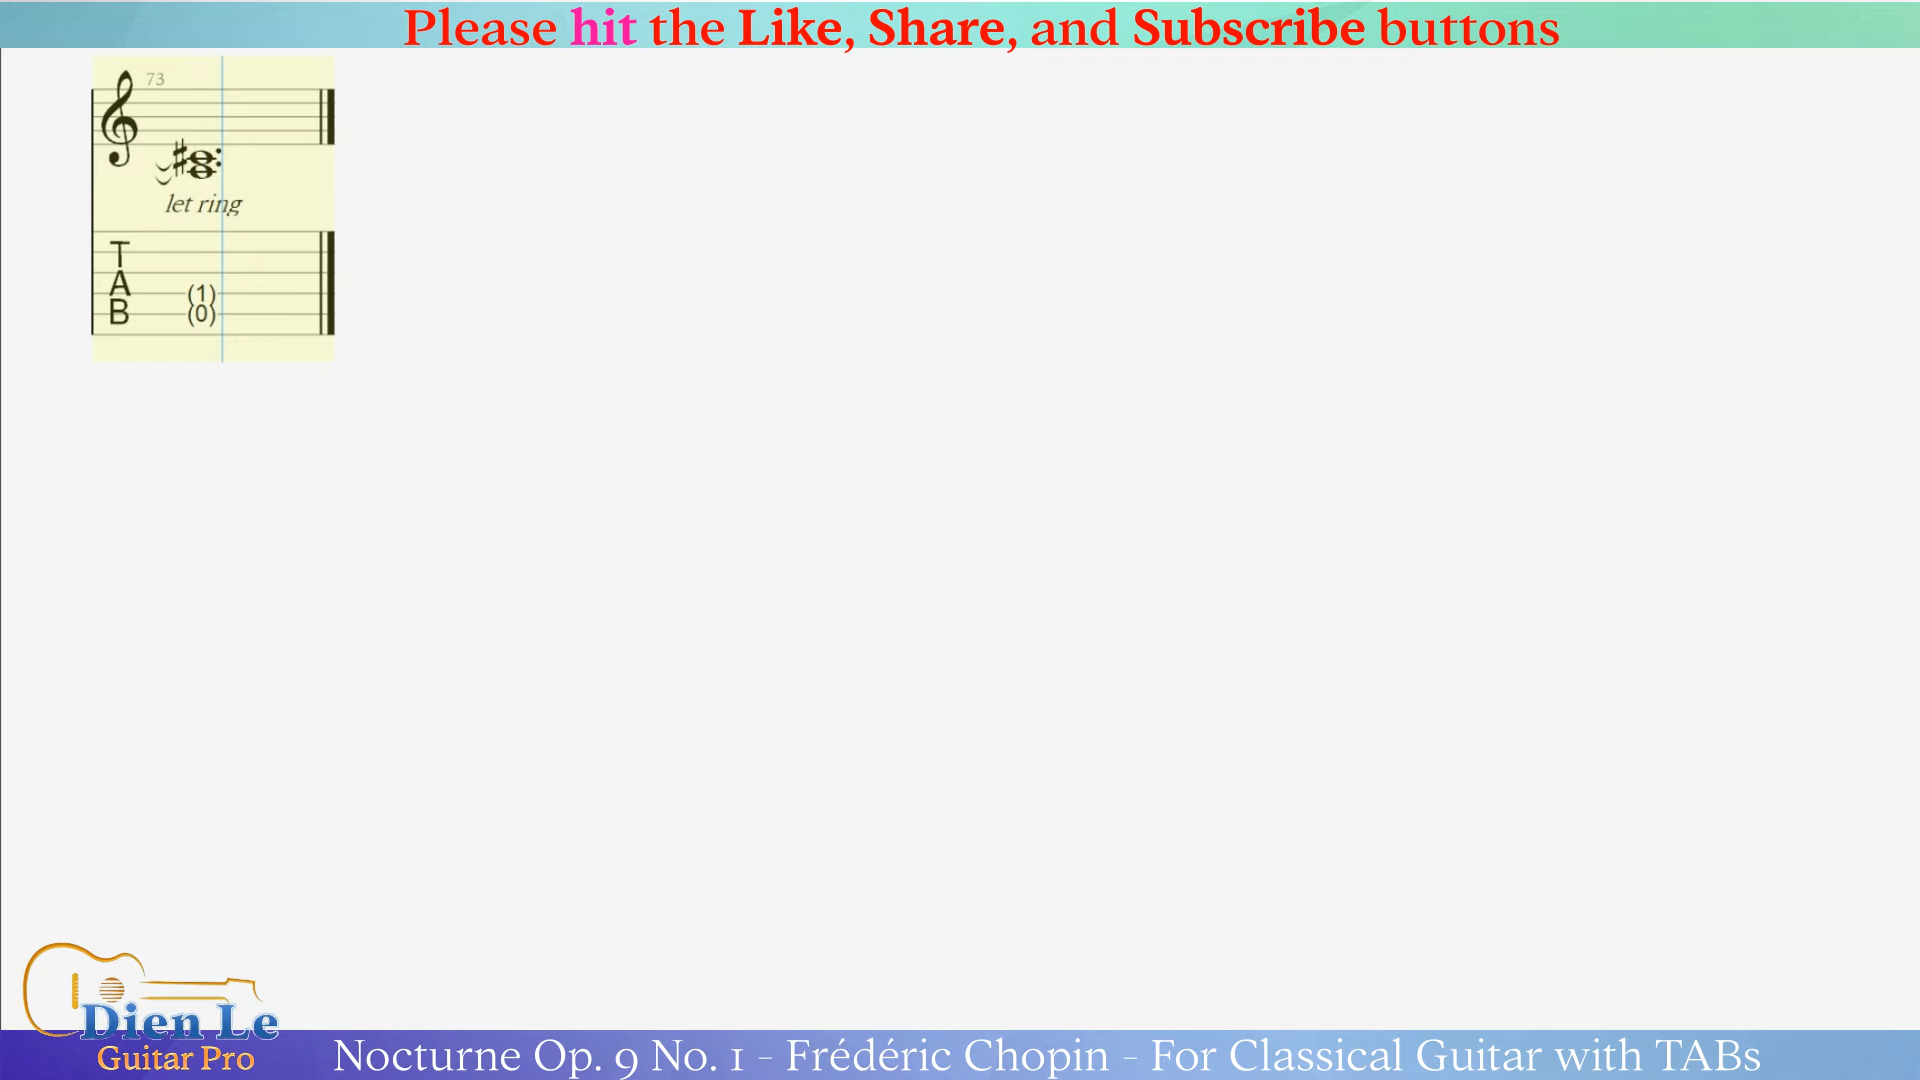 Please hit the Like, Share, and Subscribe buttons
73
let ring
T
A
B
(1)
(0)
Dien Le
Guitar Pro
Nocturne Op. 9 No. 1 - Frédéric Chopin - For Classical Guitar with TABs